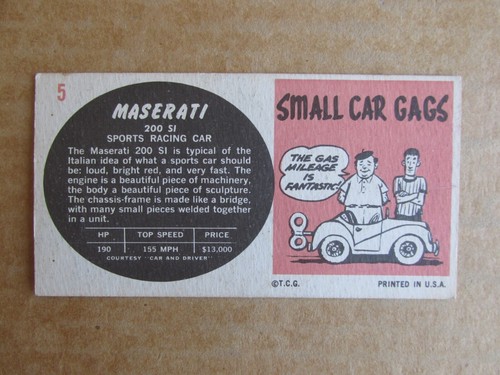 5
MASERATI
200 SI
SPORTS RACING CAR
The Maserati 200 SI is typical of the
Italian idea of what a sports car should
be: loud, bright red, and very fast. The
engine is a beautiful piece of machinery,
the body a beautiful piece of sculpture.
The chassis-frame is made like a bridge,
with many small pieces welded together
in a unit.
HP TOP SPEED PRICE
190 155 MPH $13,000
COURTESY "CAR AND DRIVER"
SMALL CAR GAGS
THE GAS
MILEAGE
IS
FANTASTIC!
©T.C.G. PRINTED IN U.S.A.